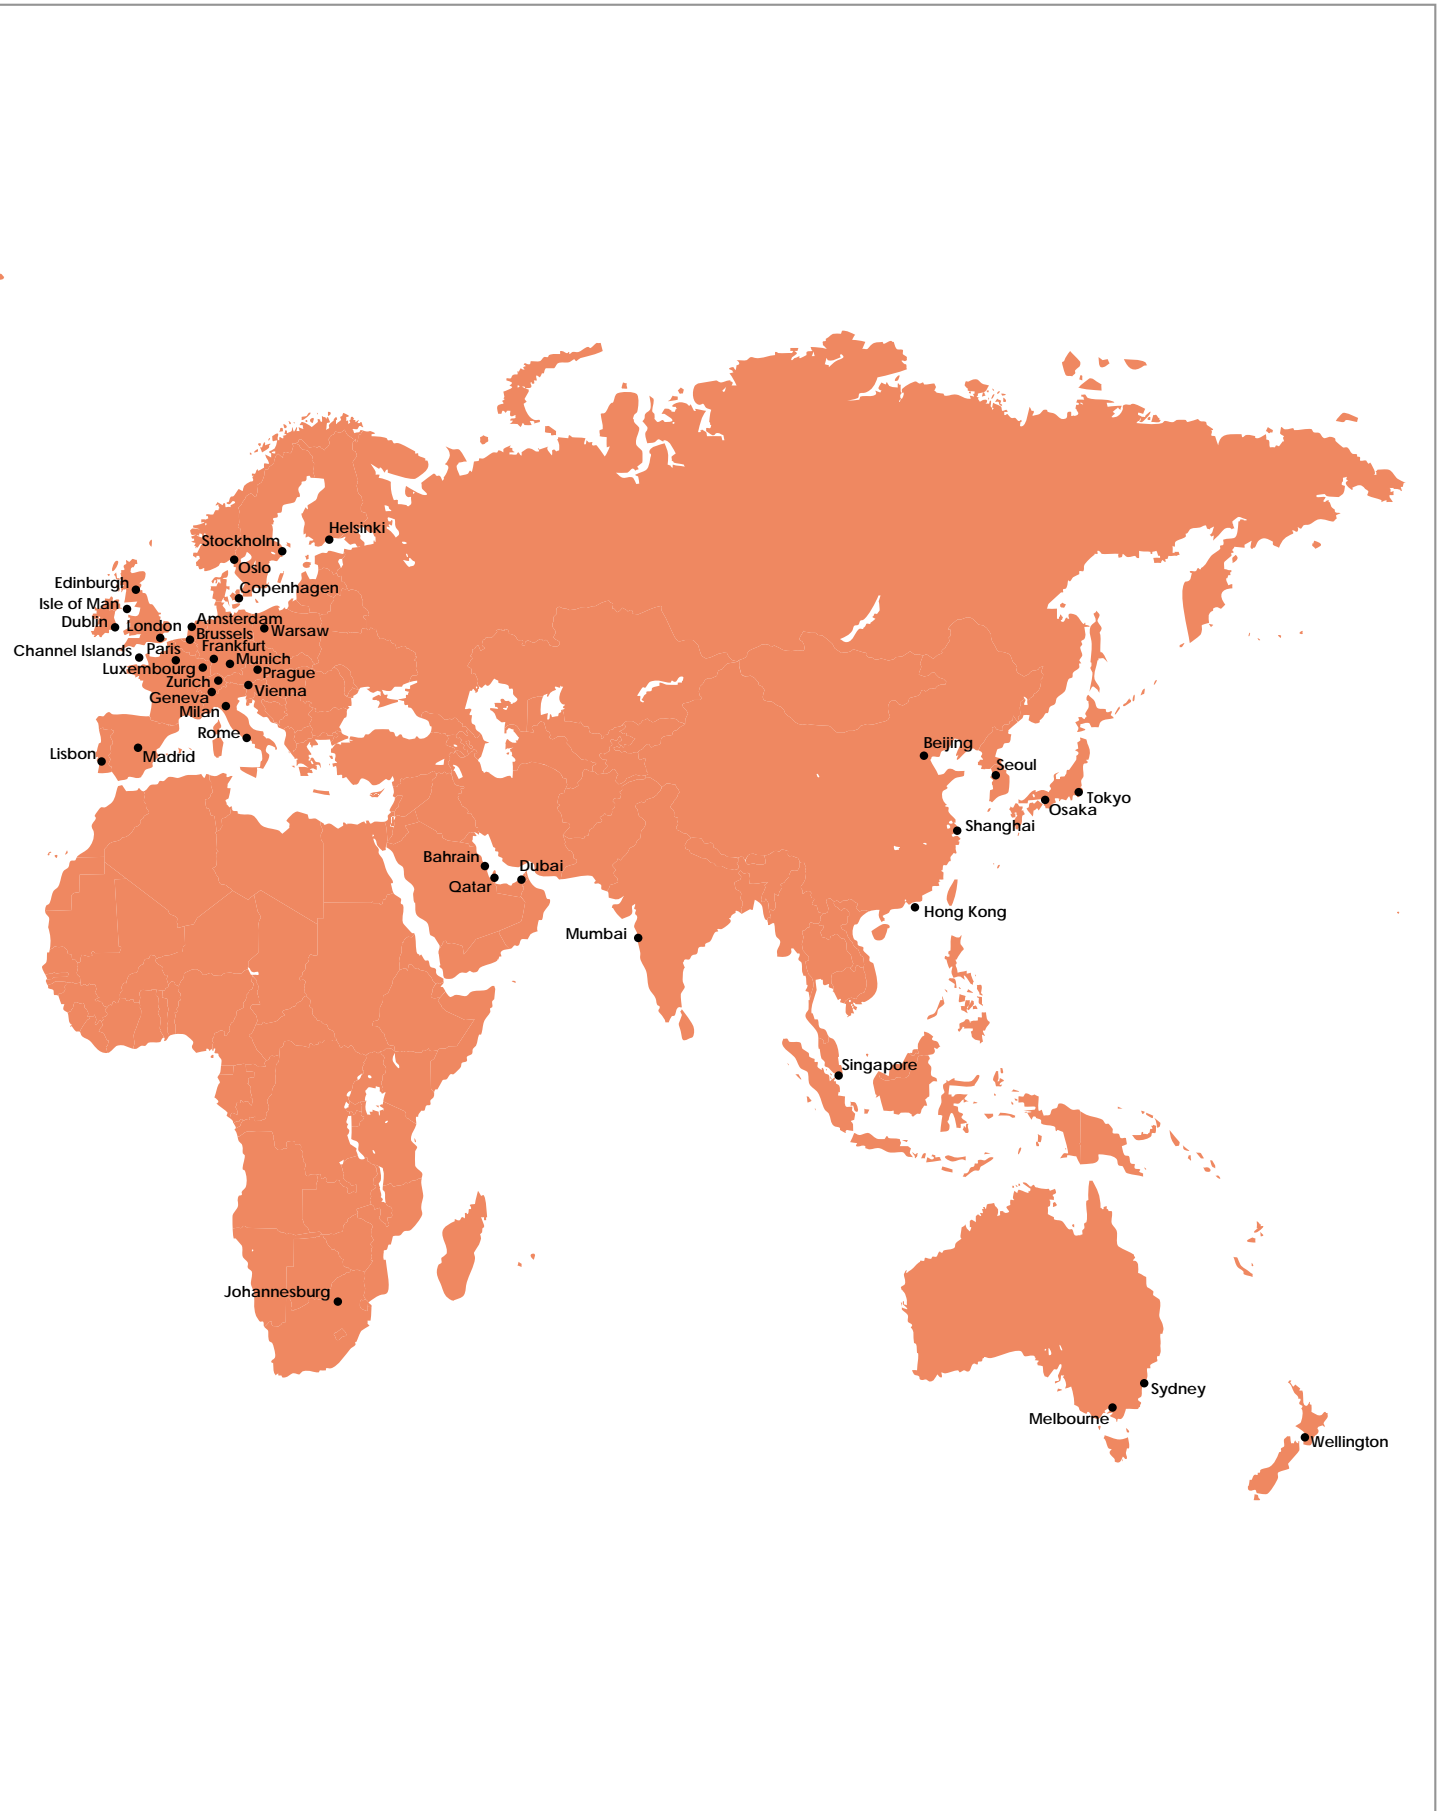 Helsinki
Stockholm
Oslo
Edinburgh
Copenhagen
Isle of Man
Dublin
London
Amsterdam
Warsaw
Brussels
Channel Islands
Paris
Frankfurt
Munich
Luxembourg
Prague
Zurich
Vienna
Geneva
Milan
Rome
Lisbon
Madrid
Beijing
Seoul
Tokyo
Osaka
Shanghai
Bahrain
Dubai
Qatar
Hong Kong
Mumbai
Singapore
Johannesburg
Sydney
Melbourne
Wellington